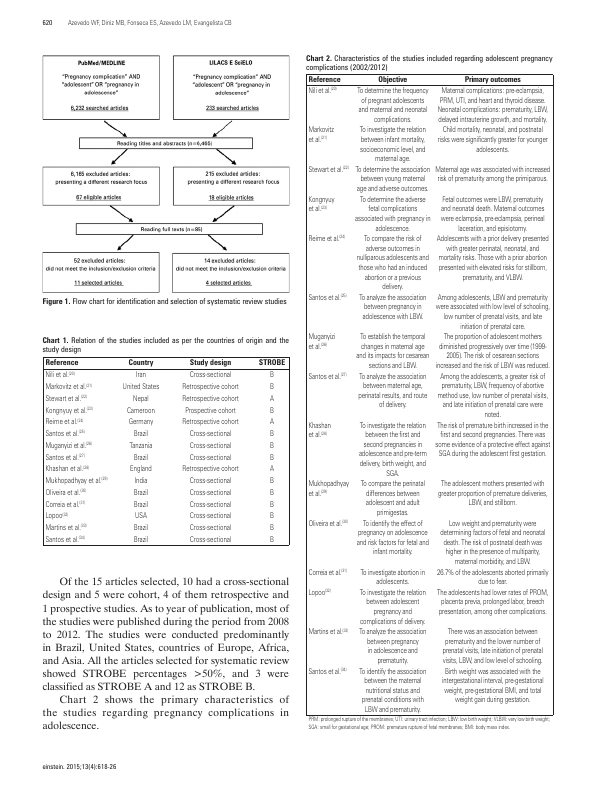 620
Azevedo WF, Diniz MB, Fonseca ES, Azevedo LM, Evangelista CB
PubMed/MEDLINE
"Pregnancy complication" AND
"adolescent" OR "pregnancy in
adolescence"
6,232 searched articles
LILACS E SciELO
"Pregnancy complication" AND
"adolescent" OR "pregnancy in
adolescence"
233 searched articles
Reading titles and abstracts (n=6,465)
6,165 excluded articles:
presenting a different research focus
67 eligible articles
215 excluded articles:
presenting a different research focus
18 eligible articles
Reading full texts (n=85)
52 excluded articles:
did not meet the inclusion/exclusion criteria
11 selected articles
14 excluded articles:
did not meet the inclusion/exclusion criteria
4 selected articles
Figure 1. Flow chart for identification and selection of systematic review studies
Chart 1. Relation of the studies included as per the countries of origin and the
study design
Reference Country Study design STROBE
Nili et al.(20) Iran Cross-sectional B
Markovitz et al.(21) United States Retrospective cohort B
Stewart et al.(22) Nepal Retrospective cohort A
Kongnyuy et al.(23) Cameroon Prospective cohort B
Reime et al.(24) Germany Retrospective cohort A
Santos et al.(25) Brazil Cross-sectional B
Muganyizi et al.(26) Tanzania Cross-sectional B
Santos et al.(27) Brazil Cross-sectional B
Khashan et al.(28) England Retrospective cohort A
Mukhopadhyay et al.(29) India Cross-sectional B
Oliveira et al.(30) Brazil Cross-sectional B
Correia et al.(31) Brazil Cross-sectional B
Lopoo(32) USA Cross-sectional B
Martins et al.(33) Brazil Cross-sectional B
Santos et al.(34) Brazil Cross-sectional B
Of the 15 articles selected, 10 had a cross-sectional
design and 5 were cohort, 4 of them retrospective and
1 prospective studies. As to year of publication, most of
the studies were published during the period from 2008
to 2012. The studies were conducted predominantly
in Brazil, United States, countries of Europe, Africa,
and Asia. All the articles selected for systematic review
showed STROBE percentages >50%, and 3 were
classified as STROBE A and 12 as STROBE B.
Chart 2 shows the primary characteristics of
the studies regarding pregnancy complications in
adolescence.
Chart 2. Characteristics of the studies included regarding adolescent pregnancy
complications (2002/2012)
Reference Objective Primary outcomes
Nili et al.(20) To determine the frequency Maternal complications: pre-eclampsia,
of pregnant adolescents PRM, UTI, and heart and thyroid disease.
and maternal and neonatal Neonatal complications: prematurity, LBW,
complications. delayed intrauterine growth, and mortality.
Markovitz To investigate the relation Child mortality, neonatal, and postnatal
et al.(21) between infant mortality, risks were significantly greater for younger
socioeconomic level, and adolescents.
maternal age.
Stewart et al.(22) To determine the association Maternal age was associated with increased
between young maternal risk of prematurity among the primiparous.
age and adverse outcomes.
Kongnyuy To determine the adverse Fetal outcomes were LBW, prematurity
et al.(23) fetal complications and neonatal death. Maternal outcomes
associated with pregnancy in were eclampsia, pre-eclampsia, perineal
adolescence. laceration, and episiotomy.
Reime et al.(24) To compare the risk of Adolescents with a prior delivery presented
adverse outcomes in with greater perinatal, neonatal, and
nulliparous adolescents and mortality risks. Those with a prior abortion
those who had an induced presented with elevated risks for stillborn,
abortion or a previous prematurity, and VLBW.
delivery.
Santos et al.(25) To analyze the association Among adolescents, LBW and prematurity
between pregnancy in were associated with low level of schooling,
adolescence with LBW. low number of prenatal visits, and late
initiation of prenatal care.
Muganyizi To establish the temporal The proportion of adolescent mothers
et al.(26) changes in maternal age diminished progressively over time (1999-
and its impacts for cesarean 2005). The risk of cesarean sections
sections and LBW. increased and the risk of LBW was reduced.
Santos et al.(27) To analyze the association Among the adolescents, a greater risk of
between maternal age, prematurity, LBW, frequency of abortive
perinatal results, and route method use, low number of prenatal visits,
of delivery. and late initiation of prenatal care were
noted.
Khashan To investigate the relation The risk of premature birth increased in the
et al.(28) between the first and first and second pregnancies. There was
second pregnancies in some evidence of a protective effect against
adolescence and pre-term SGA during the adolescent first gestation.
delivery, birth weight, and
SGA.
Mukhopadhyay To compare the perinatal The adolescent mothers presented with
et al.(29) differences between greater proportion of premature deliveries,
adolescent and adult LBW, and stillborn.
primigestas.
Oliveira et al.(30) To identify the effect of Low weight and prematurity were
pregnancy on adolescence determining factors of fetal and neonatal
and risk factors for fetal and death. The risk of postnatal death was
infant mortality. higher in the presence of multiparity,
maternal morbidity, and LBW.
Correia et al.(31) To investigate abortion in 26.7% of the adolescents aborted primarily
adolescents. due to fear.
Lopoo(32) To investigate the relation The adolescents had lower rates of PROM,
between adolescent placenta previa, prolonged labor, breech
pregnancy and presentation, among other complications.
complications of delivery.
Martins et al.(33) To analyze the association There was an association between
between pregnancy prematurity and the lower number of
in adolescence and prenatal visits, late initiation of prenatal
prematurity. visits, LBW, and low level of schooling.
Santos et al.(34) To identify the association Birth weight was associated with the
between the maternal intergestational interval, pre-gestational
nutritional status and weight, pre-gestational BMI, and total
prenatal conditions with weight gain during gestation.
LBW and prematurity.
PRM: prolonged rupture of the membranes; UTI: urinary tract infection; LBW: low birth weight; VLBW: very low birth weight;
SGA: small for gestational age; PROM: premature rupture of fetal membranes; BMI: body mass index.
einstein. 2015;13(4):618-26